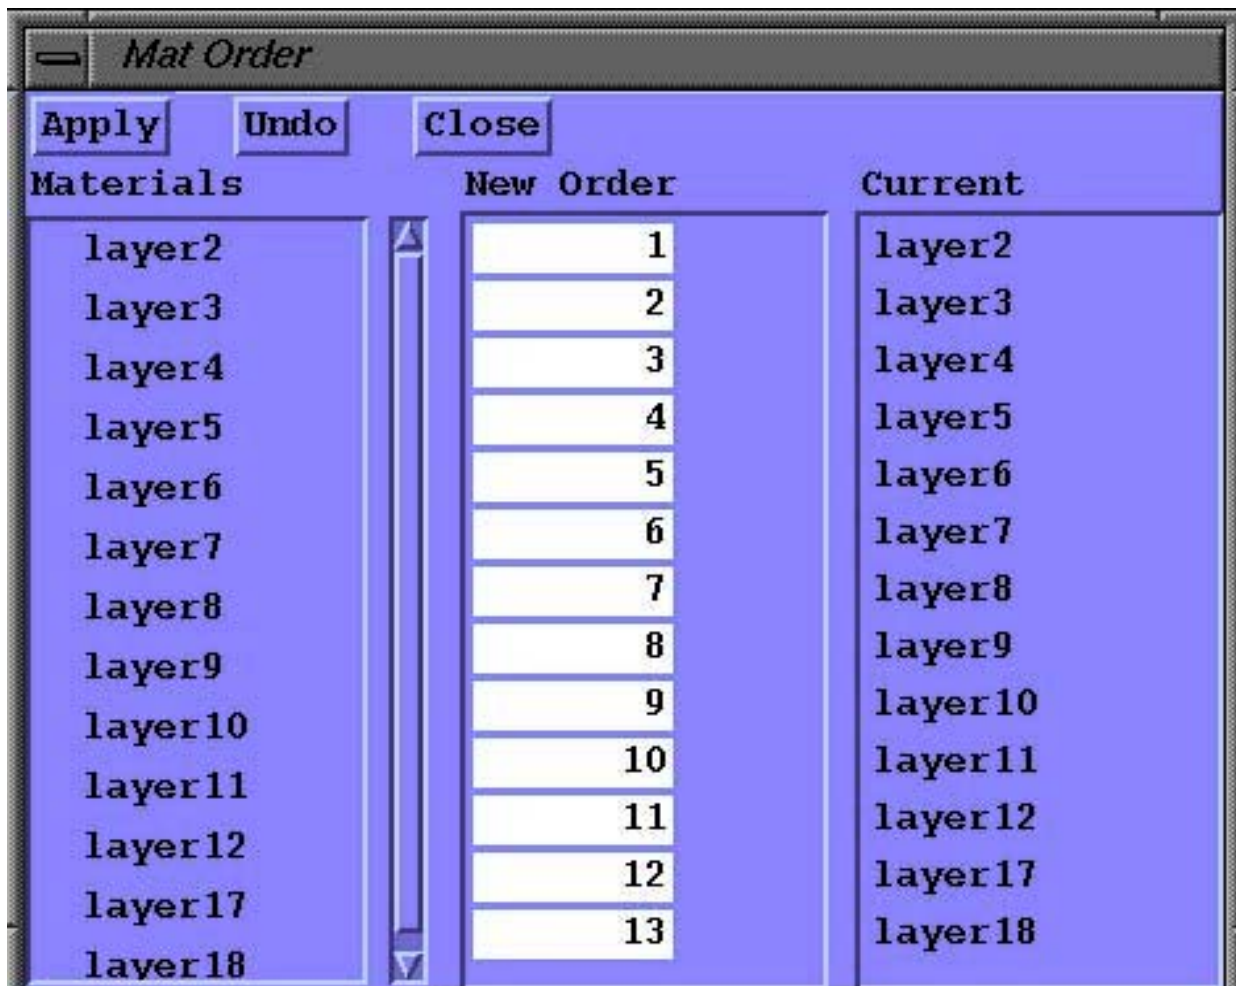 Mat Order
Apply Undo Close
Materials New Order Current
layer2 1 layer2
layer3 2 layer3
layer4 3 layer4
layer5 4 layer5
layer6 5 layer6
layer7 6 layer7
layer8 7 layer8
layer9 8 layer9
layer10 9 layer10
layer11 10 layer11
layer12 11 layer12
layer17 12 layer17
layer18 13 layer18